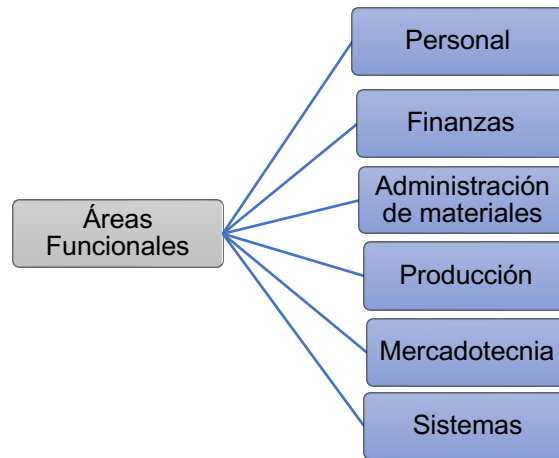 Personal
Finanzas
Administración
de materiales
Áreas
Funcionales
Producción
Mercadotecnia
Sistemas